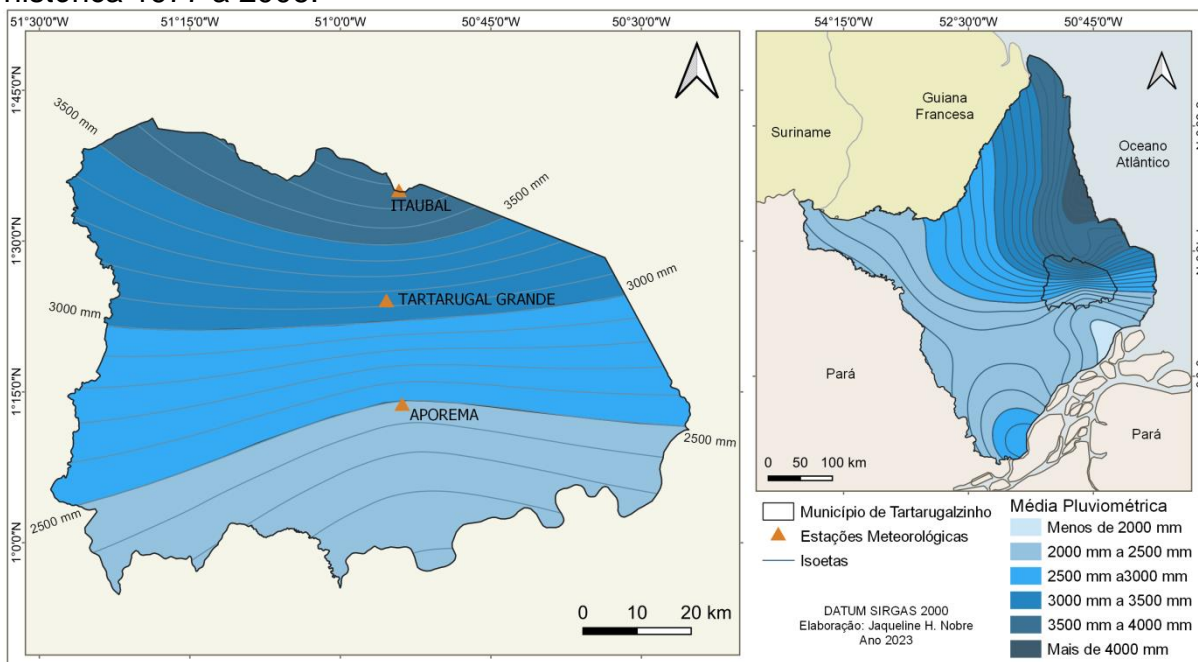 51°30'0"W 51°15'0"W 51°0'0"W 50°45'0"W 50°30'0"W
1°45'0"N
1°30'0"N
1°15'0"N
1°0'0"N
3500 mm
3500 mm
ITAUBAL
3000 mm
3000 mm
TARTARUGAL GRANDE
APOREMA
2500 mm
2500 mm
0 10 20 km
54°15'0"W 52°30'0"W 50°45'0"W
Guiana
Francesa
Suriname
Oceano
Atlântico
Pará
Pará
0 50 100 km
Município de Tartarugalzinho
Estações Meteorológicas
Isoetas
DATUM SIRGAS 2000
Elaboração: Jaqueline H. Nobre
Ano 2023
Média Pluviométrica
Menos de 2000 mm
2000 mm a 2500 mm
2500 mm a3000 mm
3000 mm a 3500 mm
3500 mm a 4000 mm
Mais de 4000 mm